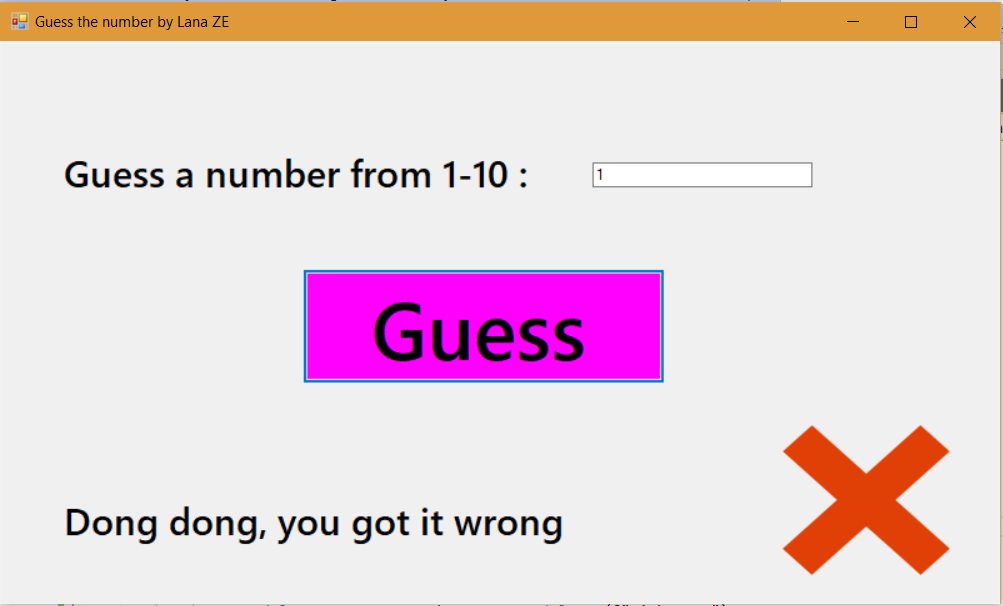 Guess the number by Lana ZE
Guess a number from 1-10 :
1
Guess
Dong dong, you got it wrong